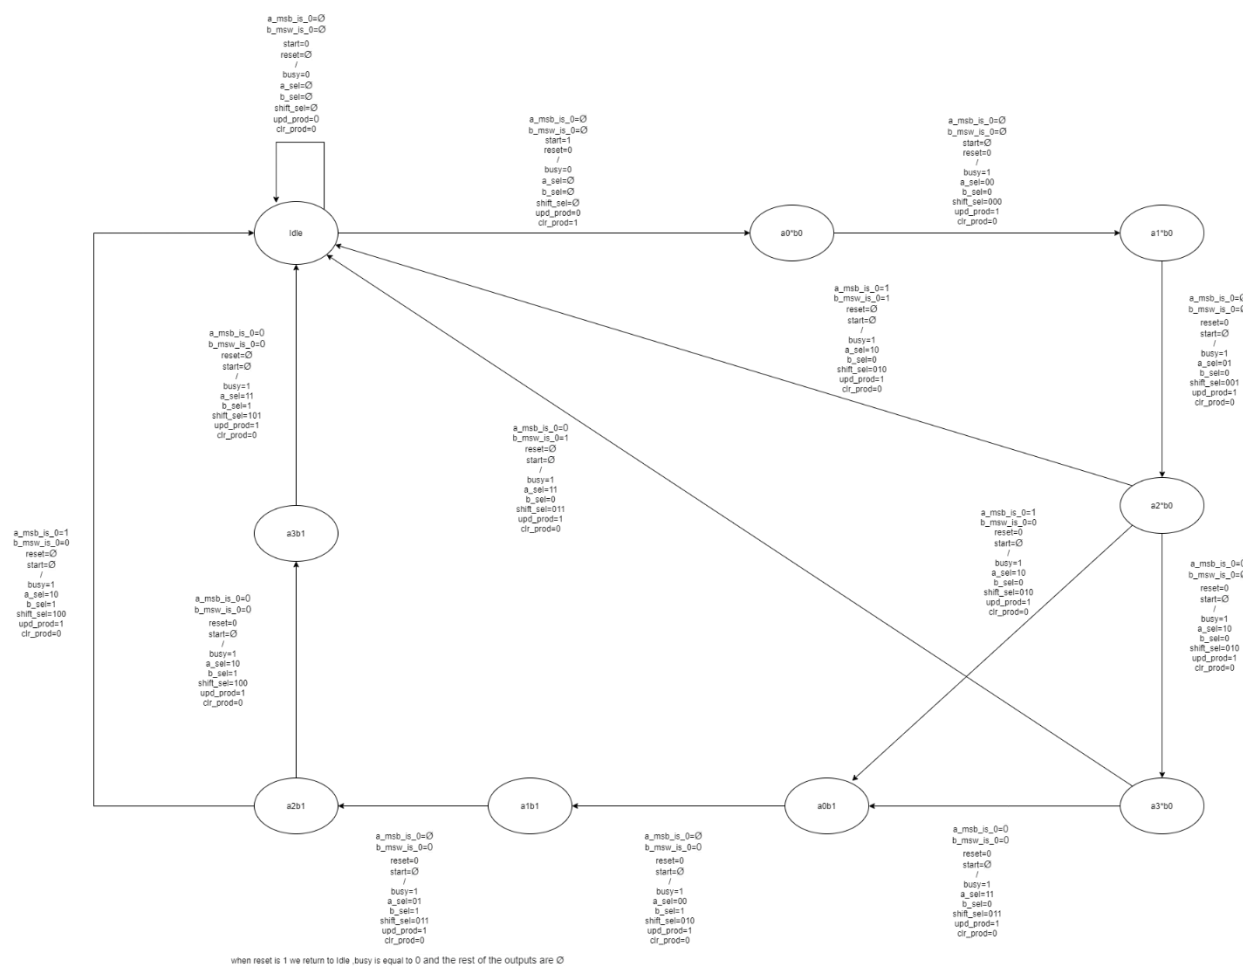 a_msb_is_0=∅
b_msw_is_0=∅
start=0
reset=∅
/
busy=0
a_sel=∅
b_sel=∅
shift_sel=∅
upd_prod=0
clr_prod=0
a_msb_is_0=∅
b_msw_is_0=∅
start=1
reset=0
/
busy=0
a_sel=∅
b_sel=∅
shift_sel=∅
upd_prod=0
clr_prod=1
a_msb_is_0=∅
b_msw_is_0=∅
start=∅
reset=0
/
busy=1
a_sel=00
b_sel=0
shift_sel=000
upd_prod=1
clr_prod=0
Idle
a0*b0
a1*b0
a_msb_is_0=1
b_msw_is_0=1
reset=∅
start=∅
/
busy=1
a_sel=10
b_sel=0
shift_sel=010
upd_prod=1
clr_prod=0
a_msb_is_0=∅
b_msw_is_0=∅
reset=0
start=∅
/
busy=1
a_sel=01
b_sel=0
shift_sel=001
upd_prod=1
clr_prod=0
a_msb_is_0=0
b_msw_is_0=0
reset=∅
start=∅
/
busy=1
a_sel=11
b_sel=1
shift_sel=101
upd_prod=1
clr_prod=0
a_msb_is_0=0
b_msw_is_0=1
reset=∅
start=∅
/
busy=1
a_sel=11
b_sel=0
shift_sel=011
upd_prod=1
clr_prod=0
a2*b0
a_msb_is_0=1
b_msw_is_0=0
reset=0
start=∅
/
busy=1
a_sel=10
b_sel=0
shift_sel=010
upd_prod=1
clr_prod=0
a_msb_is_0=1
b_msw_is_0=0
reset=∅
start=∅
/
busy=1
a_sel=10
b_sel=1
shift_sel=100
upd_prod=1
clr_prod=0
a3b1
a_msb_is_0=0
b_msw_is_0=∅
reset=0
start=∅
/
busy=1
a_sel=10
b_sel=0
shift_sel=010
upd_prod=1
clr_prod=0
a_msb_is_0=0
b_msw_is_0=0
reset=0
start=∅
/
busy=1
a_sel=10
b_sel=1
shift_sel=100
upd_prod=1
clr_prod=0
a2b1
a1b1
a0b1
a3*b0
a_msb_is_0=∅
b_msw_is_0=0
reset=0
start=∅
/
busy=1
a_sel=01
b_sel=1
shift_sel=011
upd_prod=1
clr_prod=0
a_msb_is_0=∅
b_msw_is_0=0
reset=0
start=∅
/
busy=1
a_sel=00
b_sel=1
shift_sel=010
upd_prod=1
clr_prod=0
a_msb_is_0=0
b_msw_is_0=0
reset=0
start=∅
/
busy=1
a_sel=11
b_sel=0
shift_sel=011
upd_prod=1
clr_prod=0
when reset is 1 we return to Idle ,busy is equal to 0 and the rest of the outputs are ∅